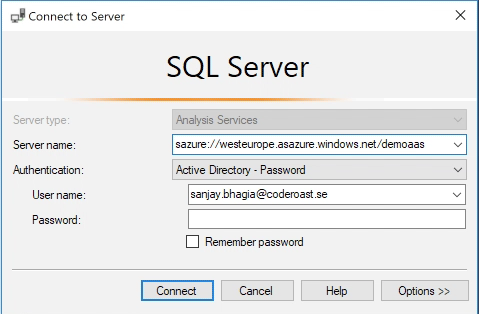 Connect to Server
SQL Server
Server type: Analysis Services
Server name: sazure://westeurope.asazure.windows.net/demoaas
Authentication: Active Directory - Password
User name: sanjay.bhagia@coderoast.se
Password:
Remember password
Connect Cancel Help Options >>